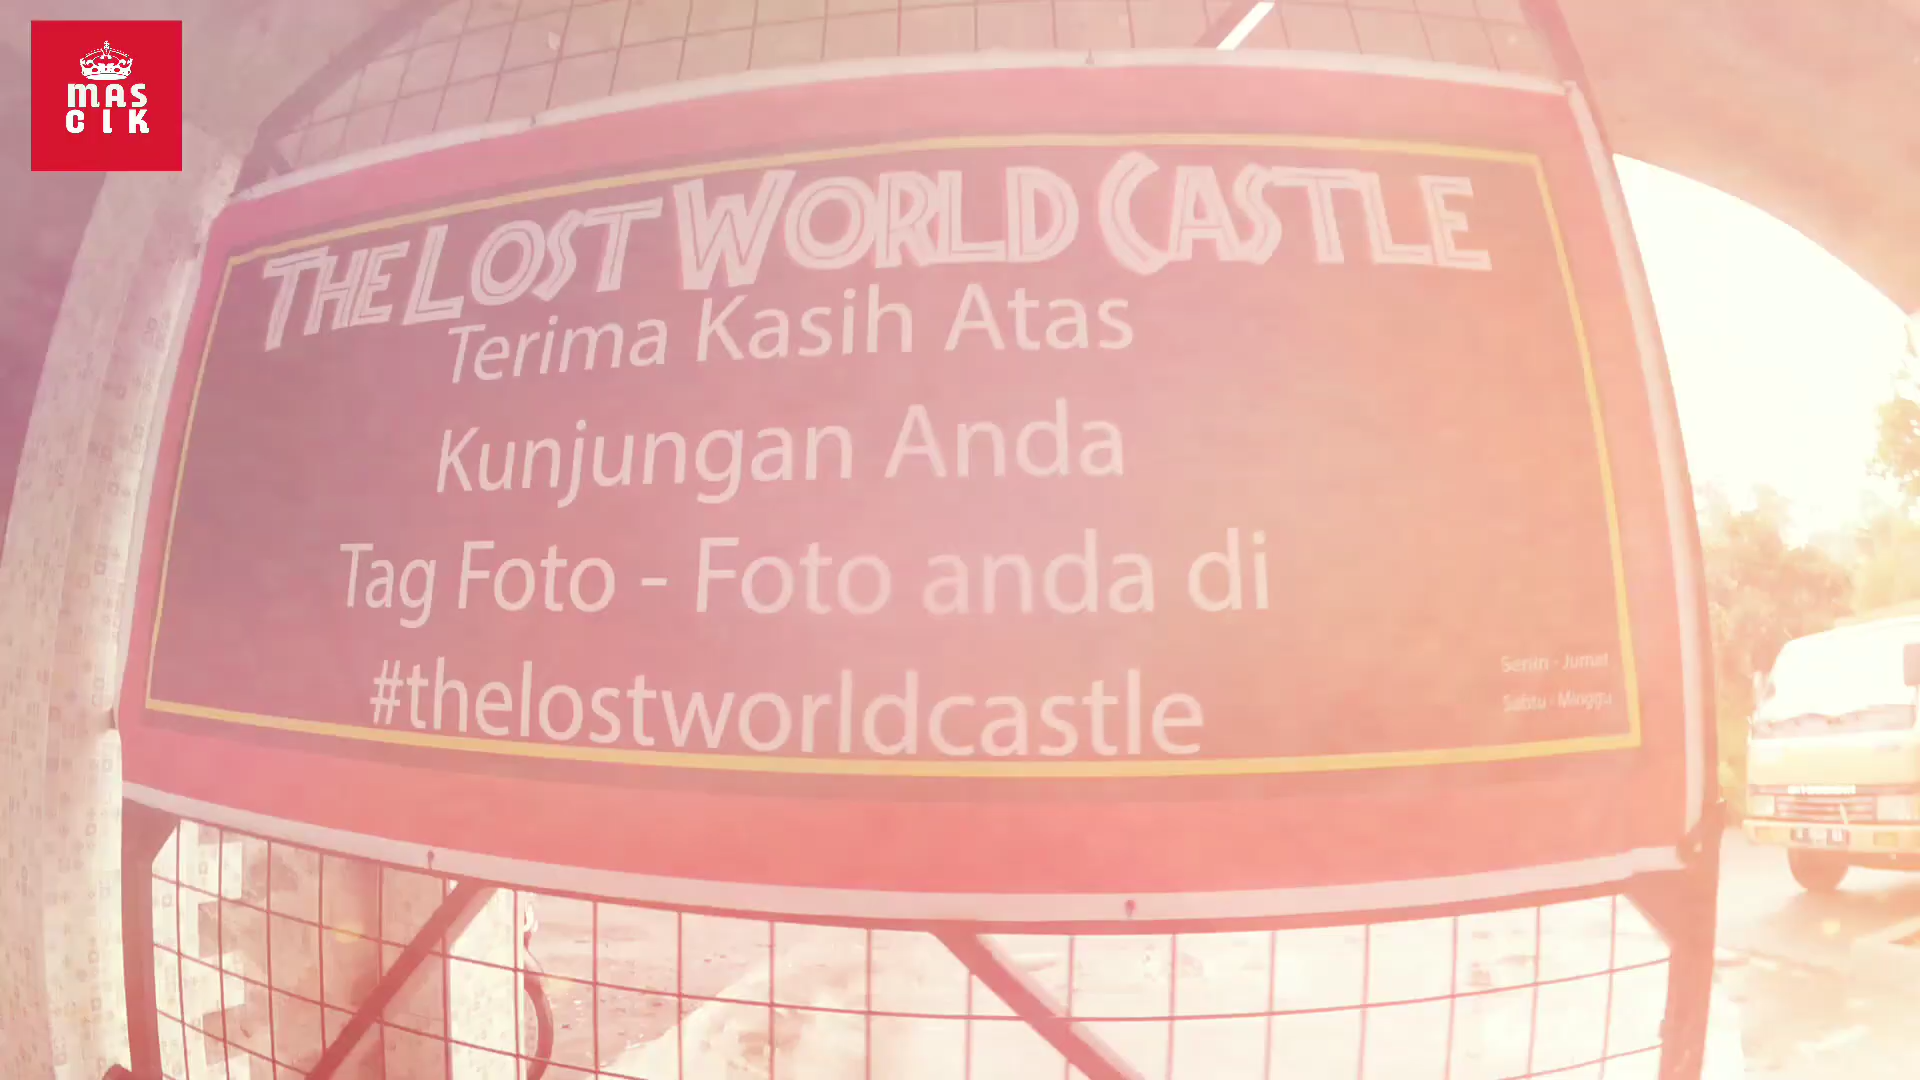 MAS
CIK
THE LOST WORLD CASTLE
Terima Kasih Atas
Kunjungan Anda
Tag Foto - Foto anda di
#thelostworldcastle
Senin - Jumat
Sabtu - Minggu